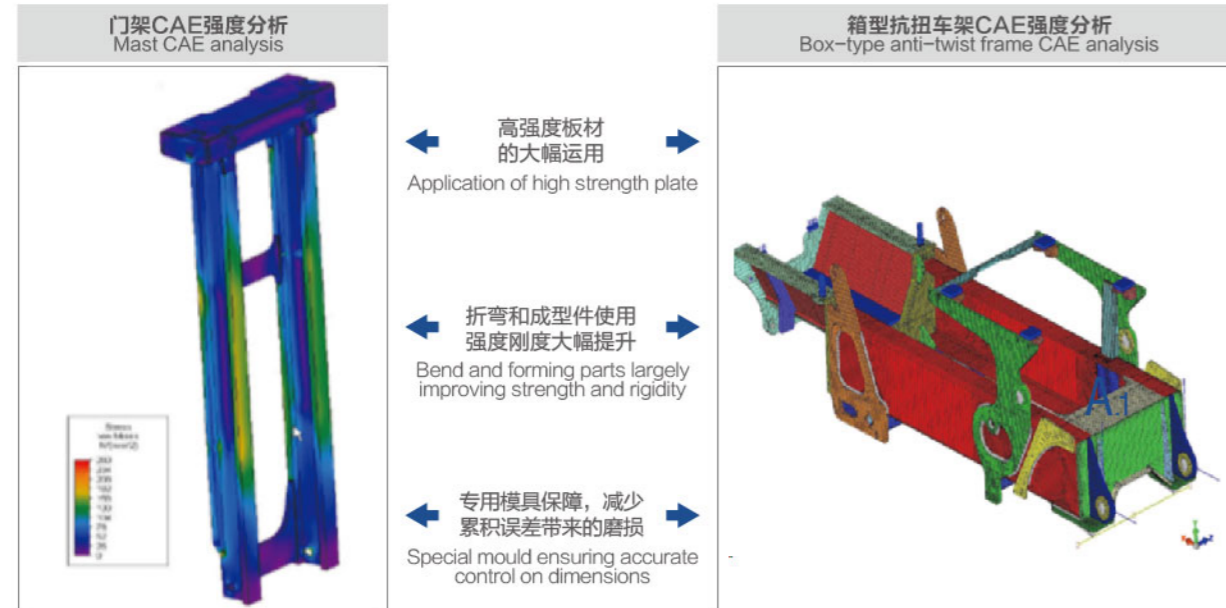 门架CAE强度分析
Mast CAE analysis
箱型抗扭车架CAE强度分析
Box-type anti-twist frame CAE analysis
高强度板材
的大幅运用
Application of high strength plate
折弯和成型件使用
强度刚度大幅提升
Bend and forming parts largely
improving strength and rigidity
专用模具保障，减少
累积误差带来的磨损
Special mould ensuring accurate
control on dimensions
A.1